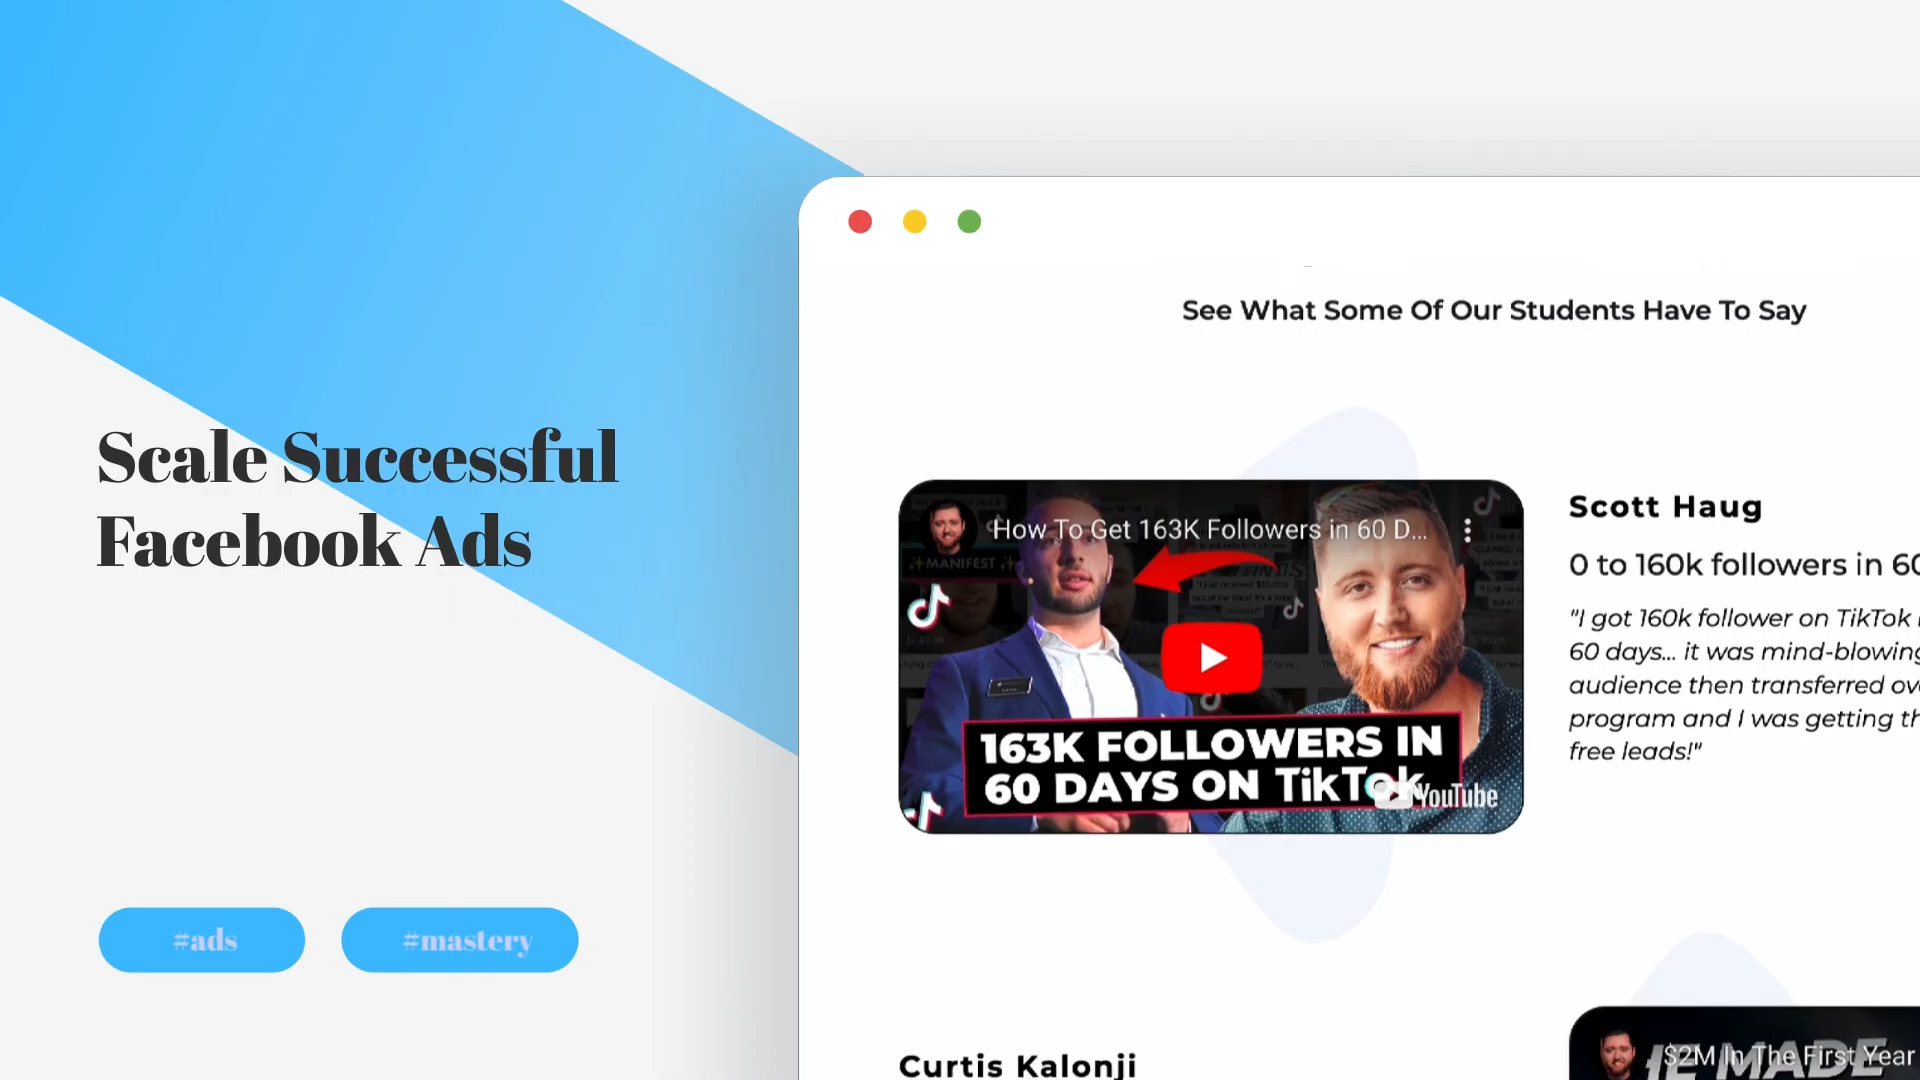 See What Some Of Our Students Have To Say
Scale Successful
Facebook Ads
How To Get 163K Followers in 60 D...
MANIFEST
163K FOLLOWERS IN
60 DAYS ON TikTok
YouTube
Scott Haug
0 to 160k followers in 60
"I got 160k follower on TikTok
60 days... it was mind-blowing
audience then transferred
program and I was getting
free leads!"
#ads
#mastery
Curtis Kalonji
$2M In The First Year
MADE